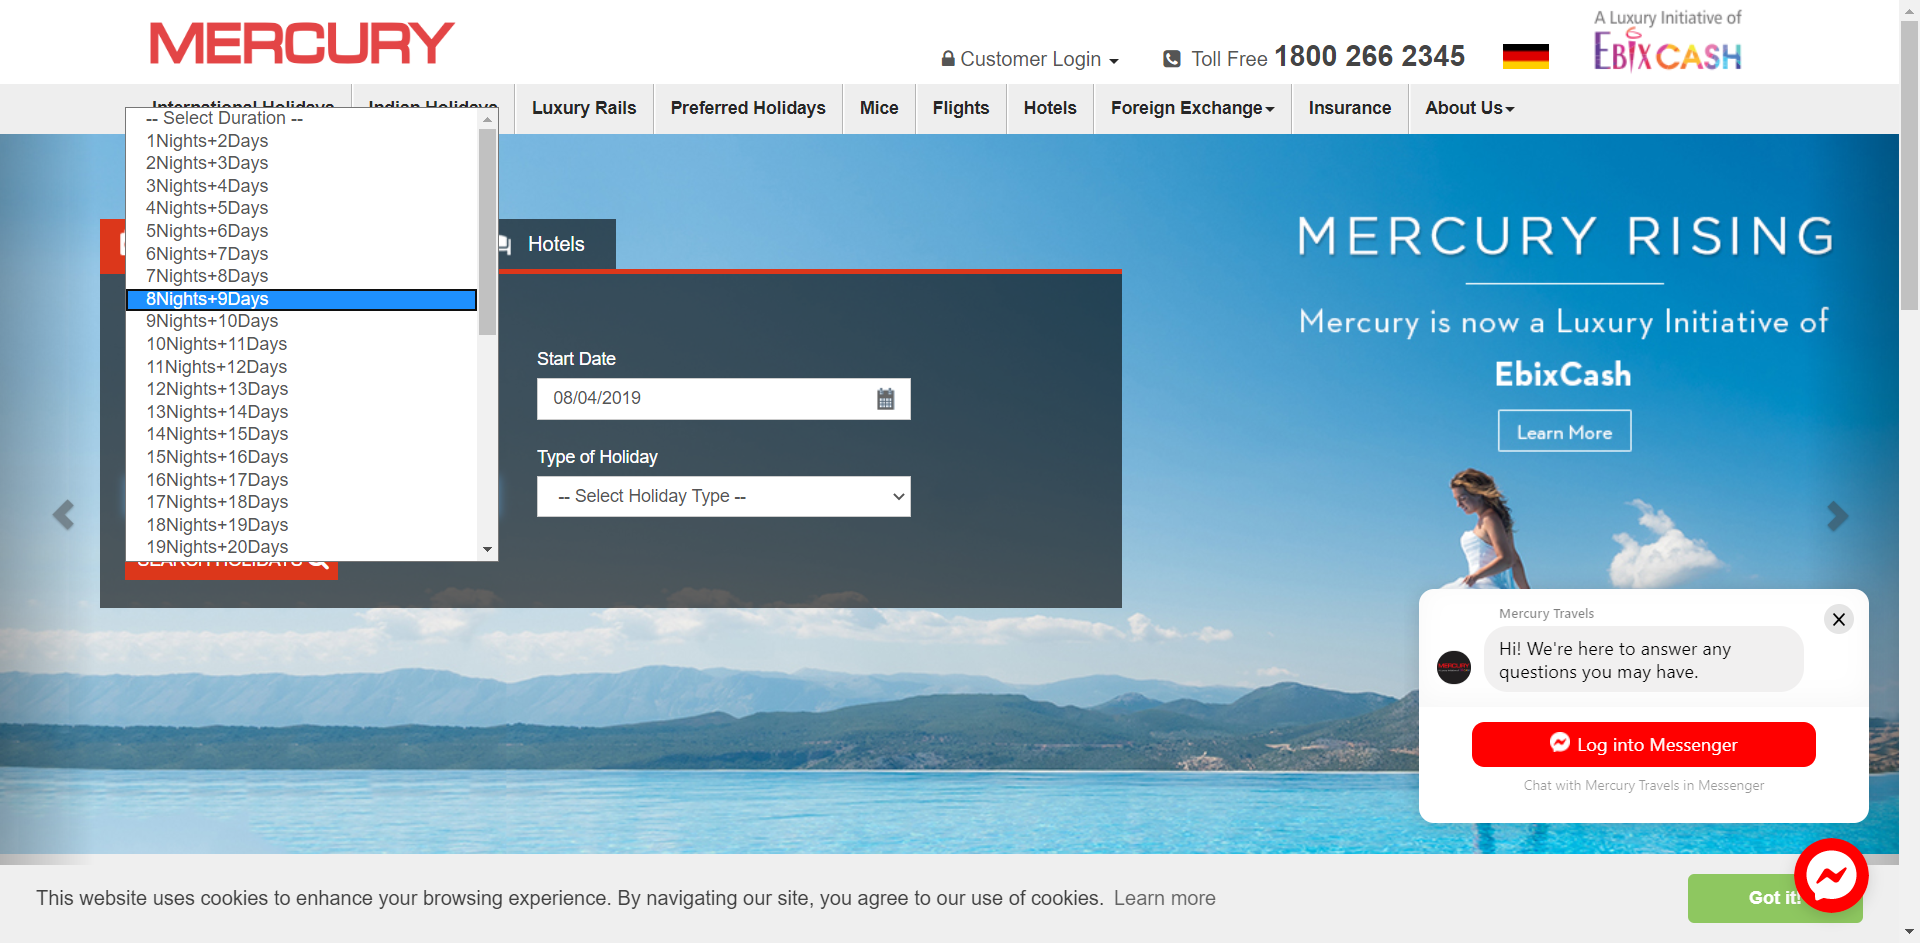 MERCURY
Customer Login
Toll Free 1800 266 2345
A Luxury Initiative of
EBIXCASH
International Holidays
Indian Holidays
Luxury Rails
Preferred Holidays
Mice
Flights
Hotels
Foreign Exchange
Insurance
About Us
-- Select Duration --
1Nights+2Days
2Nights+3Days
3Nights+4Days
4Nights+5Days
5Nights+6Days
6Nights+7Days
7Nights+8Days
8Nights+9Days
9Nights+10Days
10Nights+11Days
11Nights+12Days
12Nights+13Days
13Nights+14Days
14Nights+15Days
15Nights+16Days
16Nights+17Days
17Nights+18Days
18Nights+19Days
19Nights+20Days
SEARCH HOLIDAYS
Hotels
Start Date
08/04/2019
Type of Holiday
-- Select Holiday Type --
MERCURY RISING
Mercury is now a Luxury Initiative of
EbixCash
Learn More
Mercury Travels
MERCURY
Hi! We're here to answer any
questions you may have.
Log into Messenger
Chat with Mercury Travels in Messenger
This website uses cookies to enhance your browsing experience. By navigating our site, you agree to our use of cookies. Learn more
Got it!